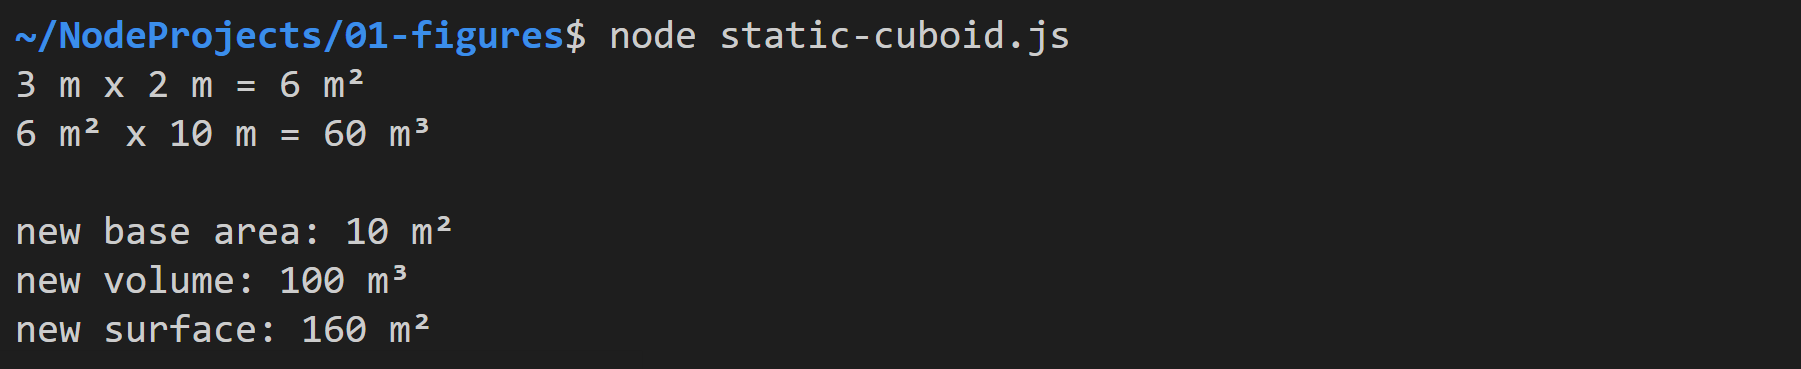 ~/NodeProjects/01-figures$ node static-cuboid.js
3 m x 2 m = 6 m²
6 m² x 10 m = 60 m³
new base area: 10 m²
new volume: 100 m³
new surface: 160 m²